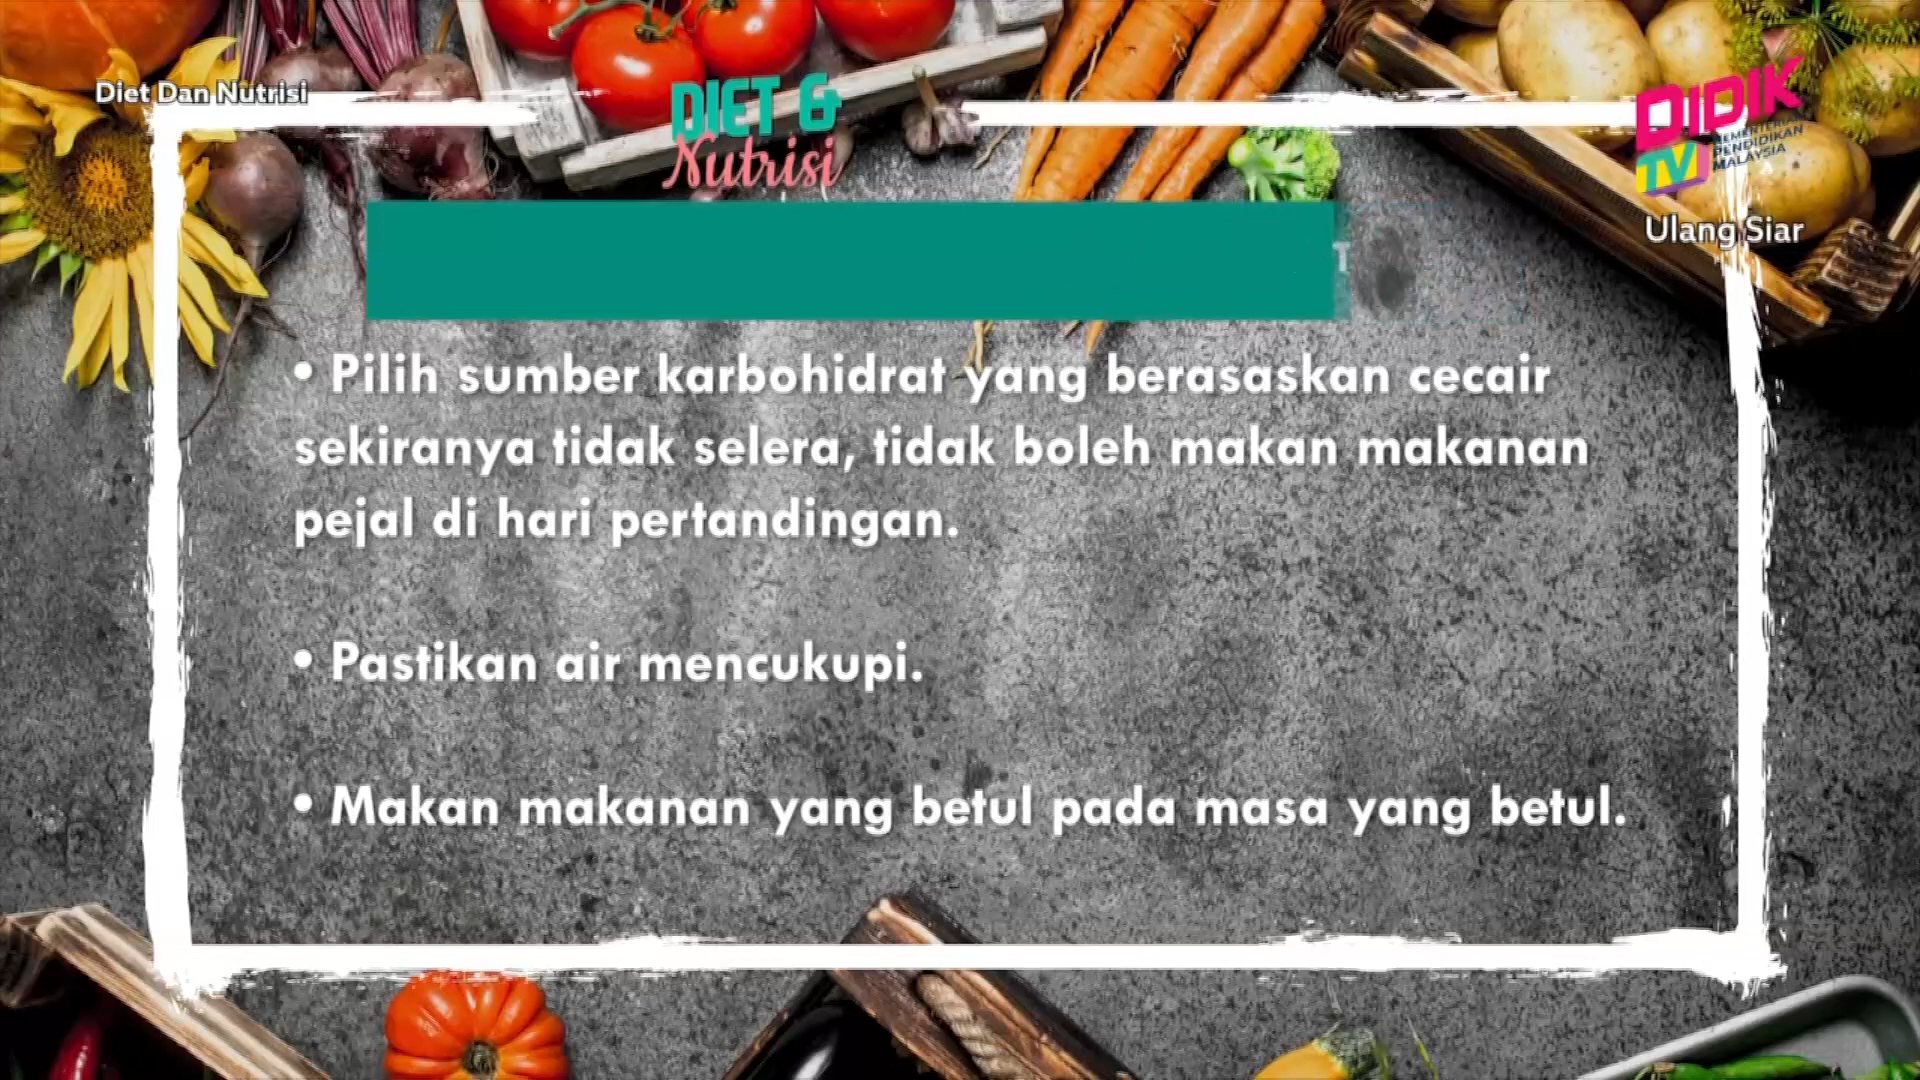 Diet Dan Nutrisi
DIET &
Nutrisi
DIDIK
TV
KEMENTERIAN
PENDIDIKAN
MALAYSIA
Ulang Siar
• Pilih sumber karbohidrat yang berasaskan cecair
sekiranya tidak selera, tidak boleh makan makanan
pejal di hari pertandingan.
• Pastikan air mencukupi.
• Makan makanan yang betul pada masa yang betul.